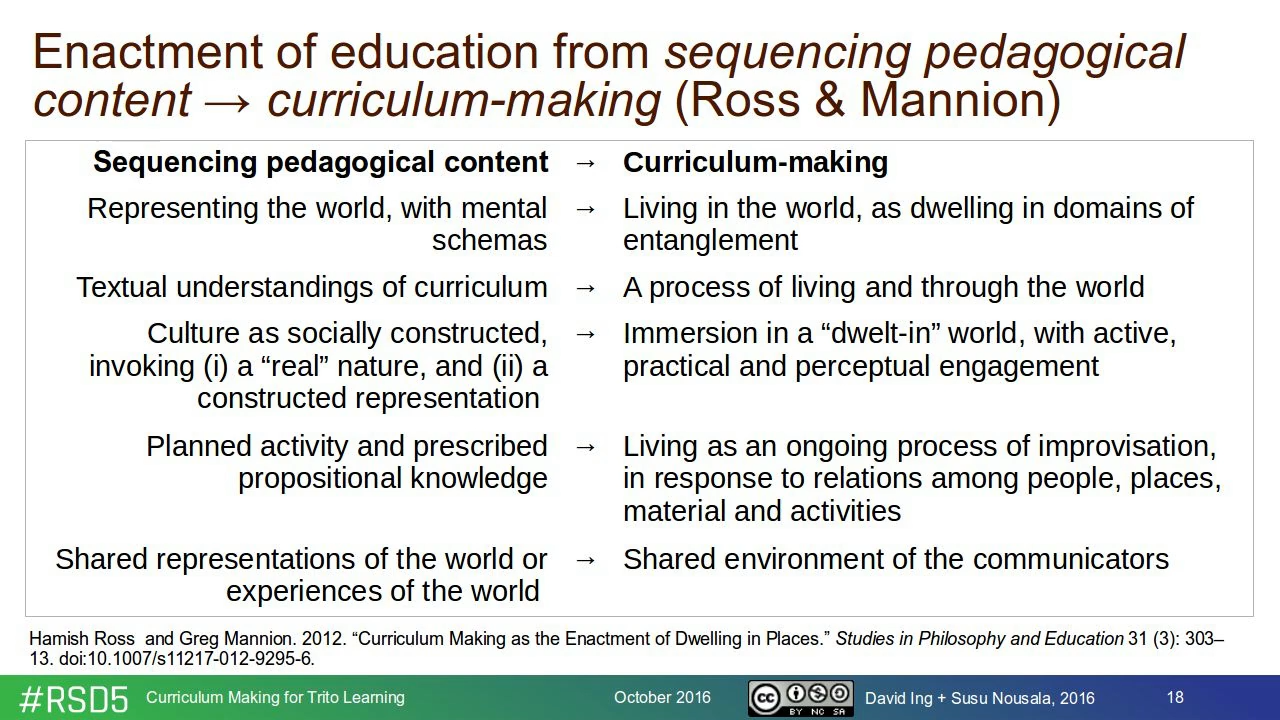 Enactment of education from sequencing pedagogical
content → curriculum-making (Ross & Mannion)
Sequencing pedagogical content → Curriculum-making
Representing the world, with mental
schemas
→
Living in the world, as dwelling in domains of
entanglement
Textual understandings of curriculum → A process of living and through the world
Culture as socially constructed,
invoking (i) a “real” nature, and (ii) a
constructed representation
→
Immersion in a “dwelt-in” world, with active,
practical and perceptual engagement
Planned activity and prescribed
propositional knowledge
→
Living as an ongoing process of improvisation,
in response to relations among people, places,
material and activities
Shared representations of the world or
experiences of the world
→
Shared environment of the communicators
Hamish Ross and Greg Mannion. 2012. “Curriculum Making as the Enactment of Dwelling in Places.” Studies in Philosophy and Education 31 (3): 303–
13. doi:10.1007/s11217-012-9295-6.
#RSD5 Curriculum Making for Trito Learning October 2016 cc BY NC SA David Ing + Susu Nousala, 2016 18